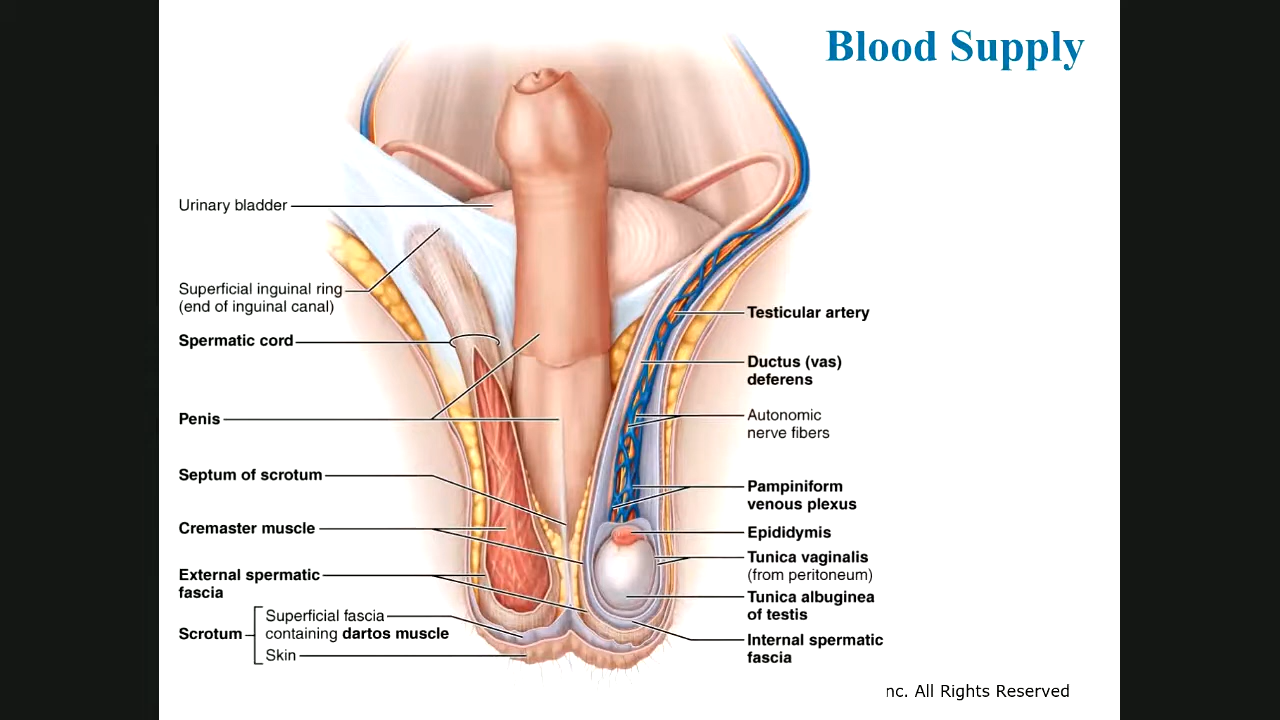 Blood Supply
Urinary bladder
Superficial inguinal ring
(end of inguinal canal)
Spermatic cord
Penis
Septum of scrotum
Cremaster muscle
External spermatic
fascia
Scrotum
Superficial fascia
containing dartos muscle
Skin
Testicular artery
Ductus (vas)
deferens
Autonomic
nerve fibers
Pampiniform
venous plexus
Epididymis
Tunica vaginalis
(from peritoneum)
Tunica albuginea
of testis
Internal spermatic
fascia
nc. All Rights Reserved